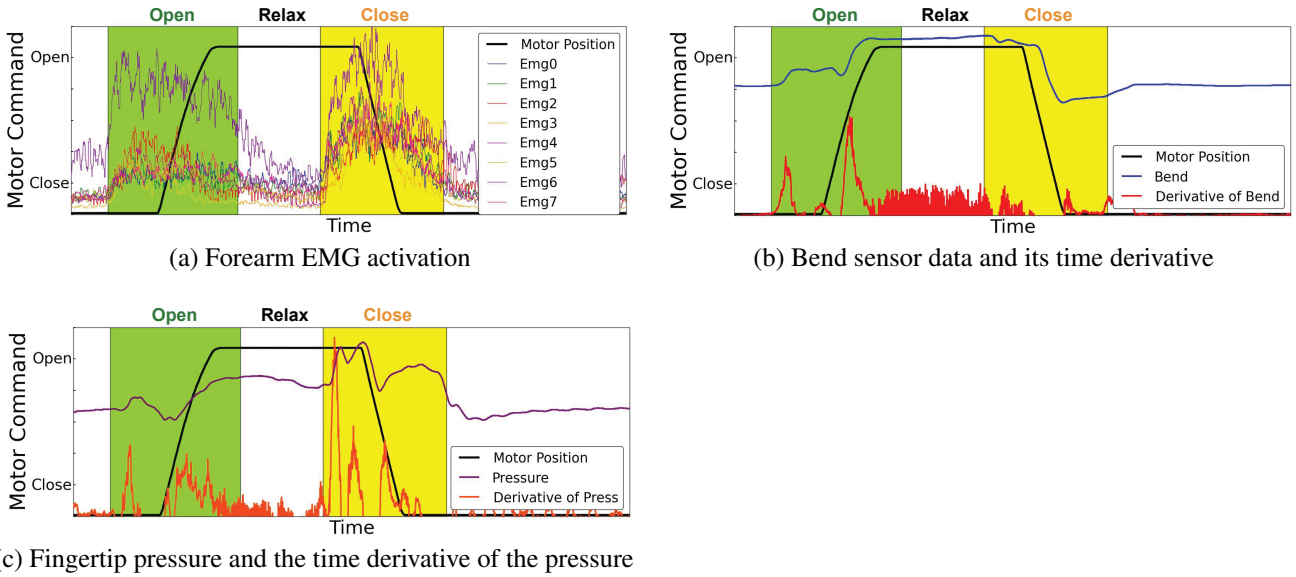 Open Relax Close
Motor Command
Open
Close
Motor Position
Emg0
Emg1
Emg2
Emg3
Emg4
Emg5
Emg6
Emg7
Time
(a) Forearm EMG activation
Open Relax Close
Motor Command
Open
Close
Motor Position
Bend
Derivative of Bend
Time
(b) Bend sensor data and its time derivative
Open Relax Close
Motor Command
Open
Close
Motor Position
Pressure
Derivative of Press
Time
(c) Fingertip pressure and the time derivative of the pressure